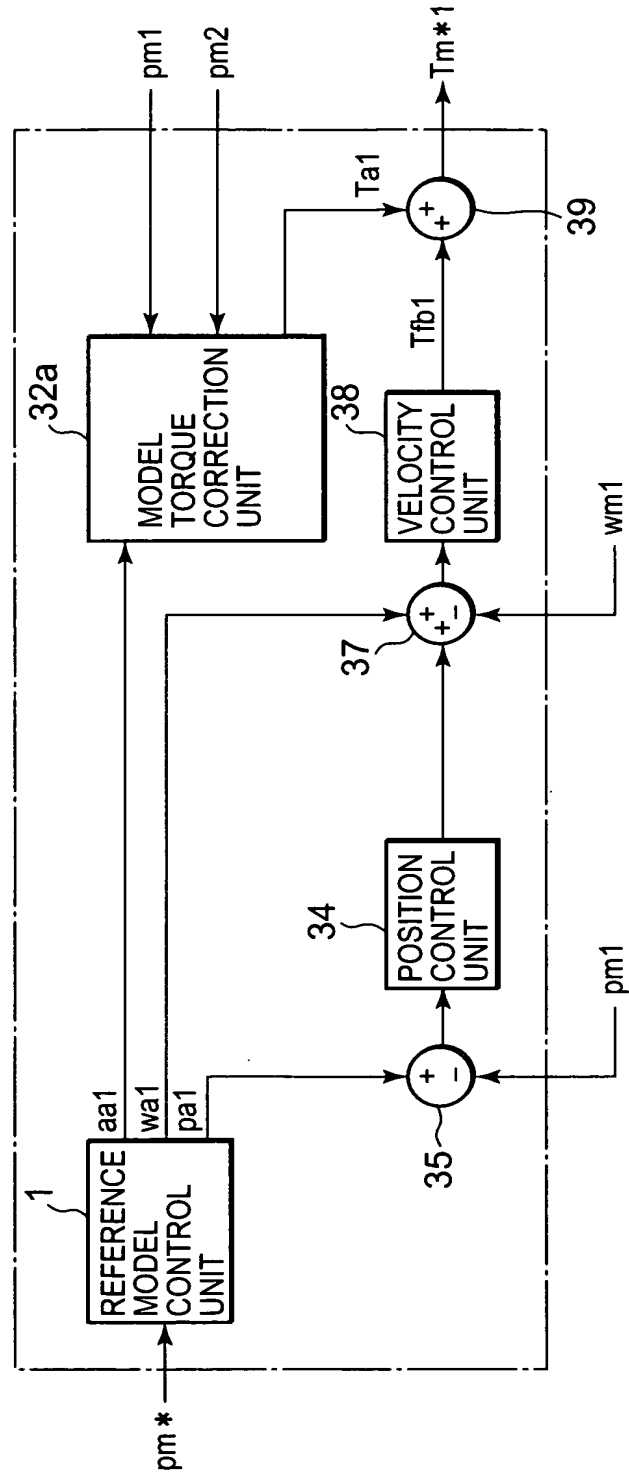 pm*
1
REFERENCE
MODEL
CONTROL
UNIT
aa1
wa1
pa1
35
+
−
pm1
34
POSITION
CONTROL
UNIT
37
+
+
−
wm1
32a
MODEL
TORQUE
CORRECTION
UNIT
38
VELOCITY
CONTROL
UNIT
pm1
pm2
Ta1
Tfb1
+
+
39
Tm*1